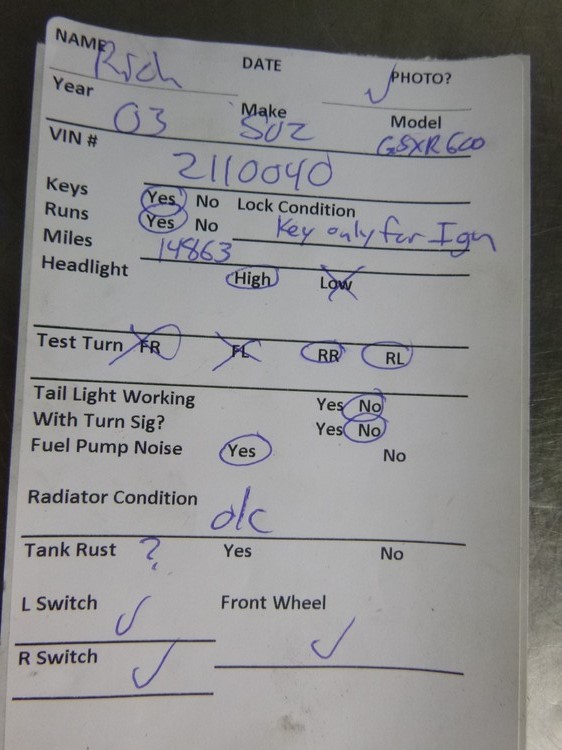 NAME Rich DATE ✓ PHOTO?
Year 03 Make Suz Model GSXR600
VIN # 2110040
Keys Yes No Lock Condition
Runs Yes No Key only for Ign
Miles 14863
Headlight High Low
Test Turn FR FL RR RL
Tail Light Working Yes No
With Turn Sig? Yes No
Fuel Pump Noise Yes No
Radiator Condition
Tank Rust ? Yes No
L Switch ✓ Front Wheel ✓
R Switch ✓